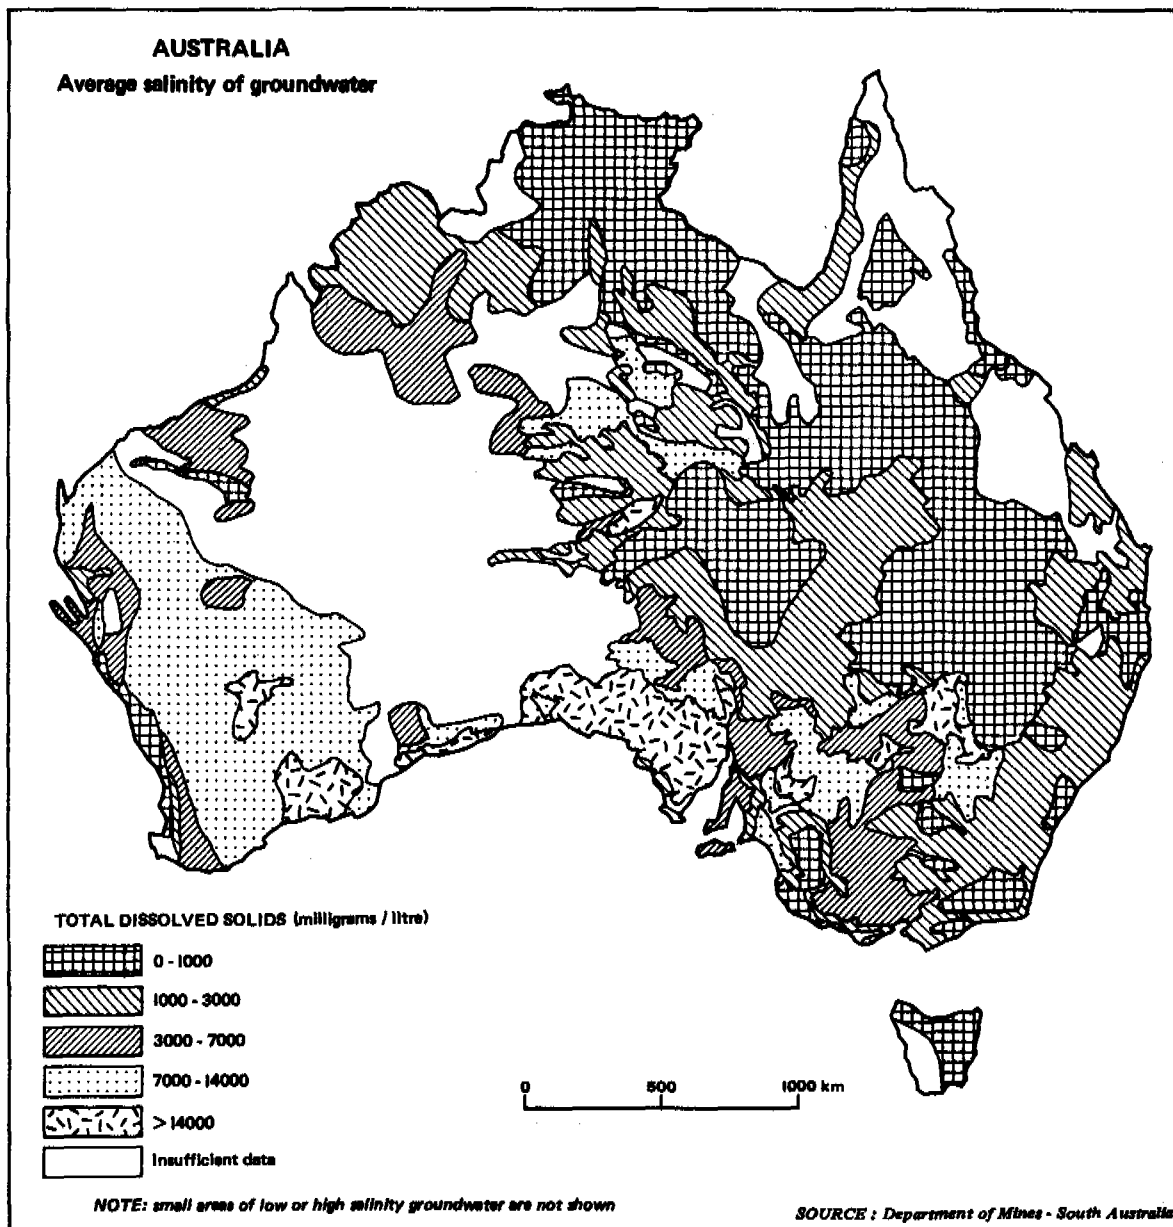 AUSTRALIA
Average salinity of groundwater
TOTAL DISSOLVED SOLIDS (milligrams / litre)
0 - 1000
1000 - 3000
3000 - 7000
7000 - 14000
> 14000
Insufficient data
0 500 1000 km
NOTE: small areas of low or high salinity groundwater are not shown
SOURCE : Department of Mines - South Australia